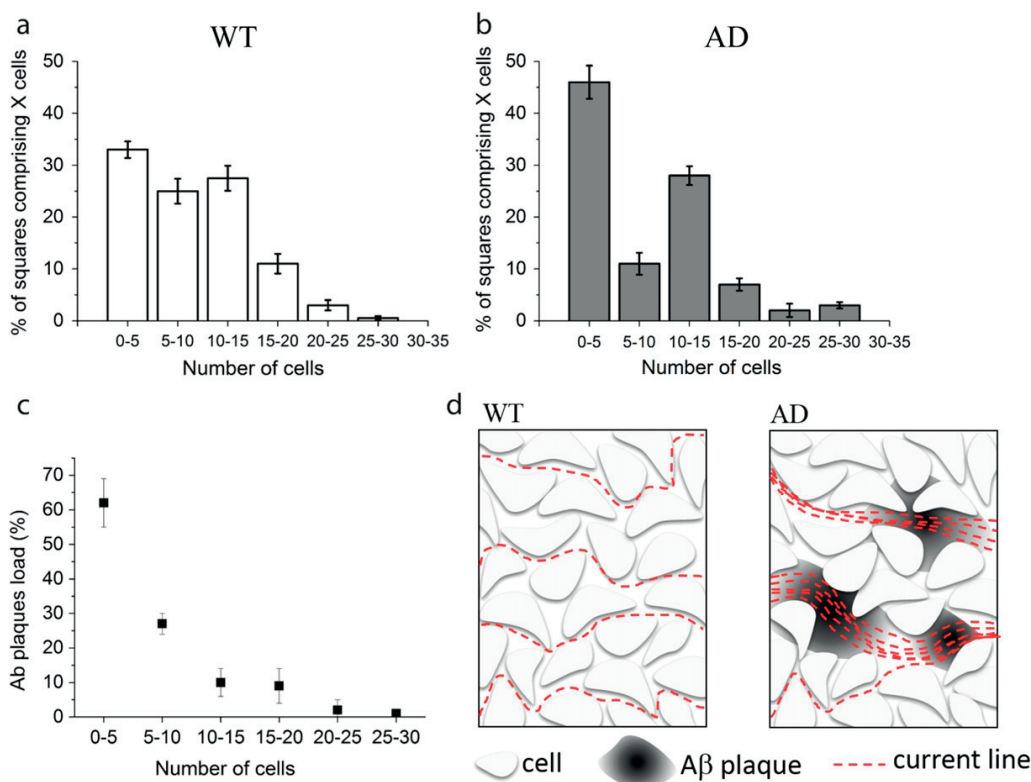 a
WT
% of squares comprising X cells
50
40
30
20
10
0
0-5 5-10 10-15 15-20 20-25 25-30 30-35
Number of cells
b
AD
% of squares comprising X cells
50
40
30
20
10
0
0-5 5-10 10-15 15-20 20-25 25-30 30-35
Number of cells
c
Ab plaques load (%)
70
60
50
40
30
20
10
0
0-5 5-10 10-15 15-20 20-25 25-30
Number of cells
d
WT
AD
cell Aβ plaque current line